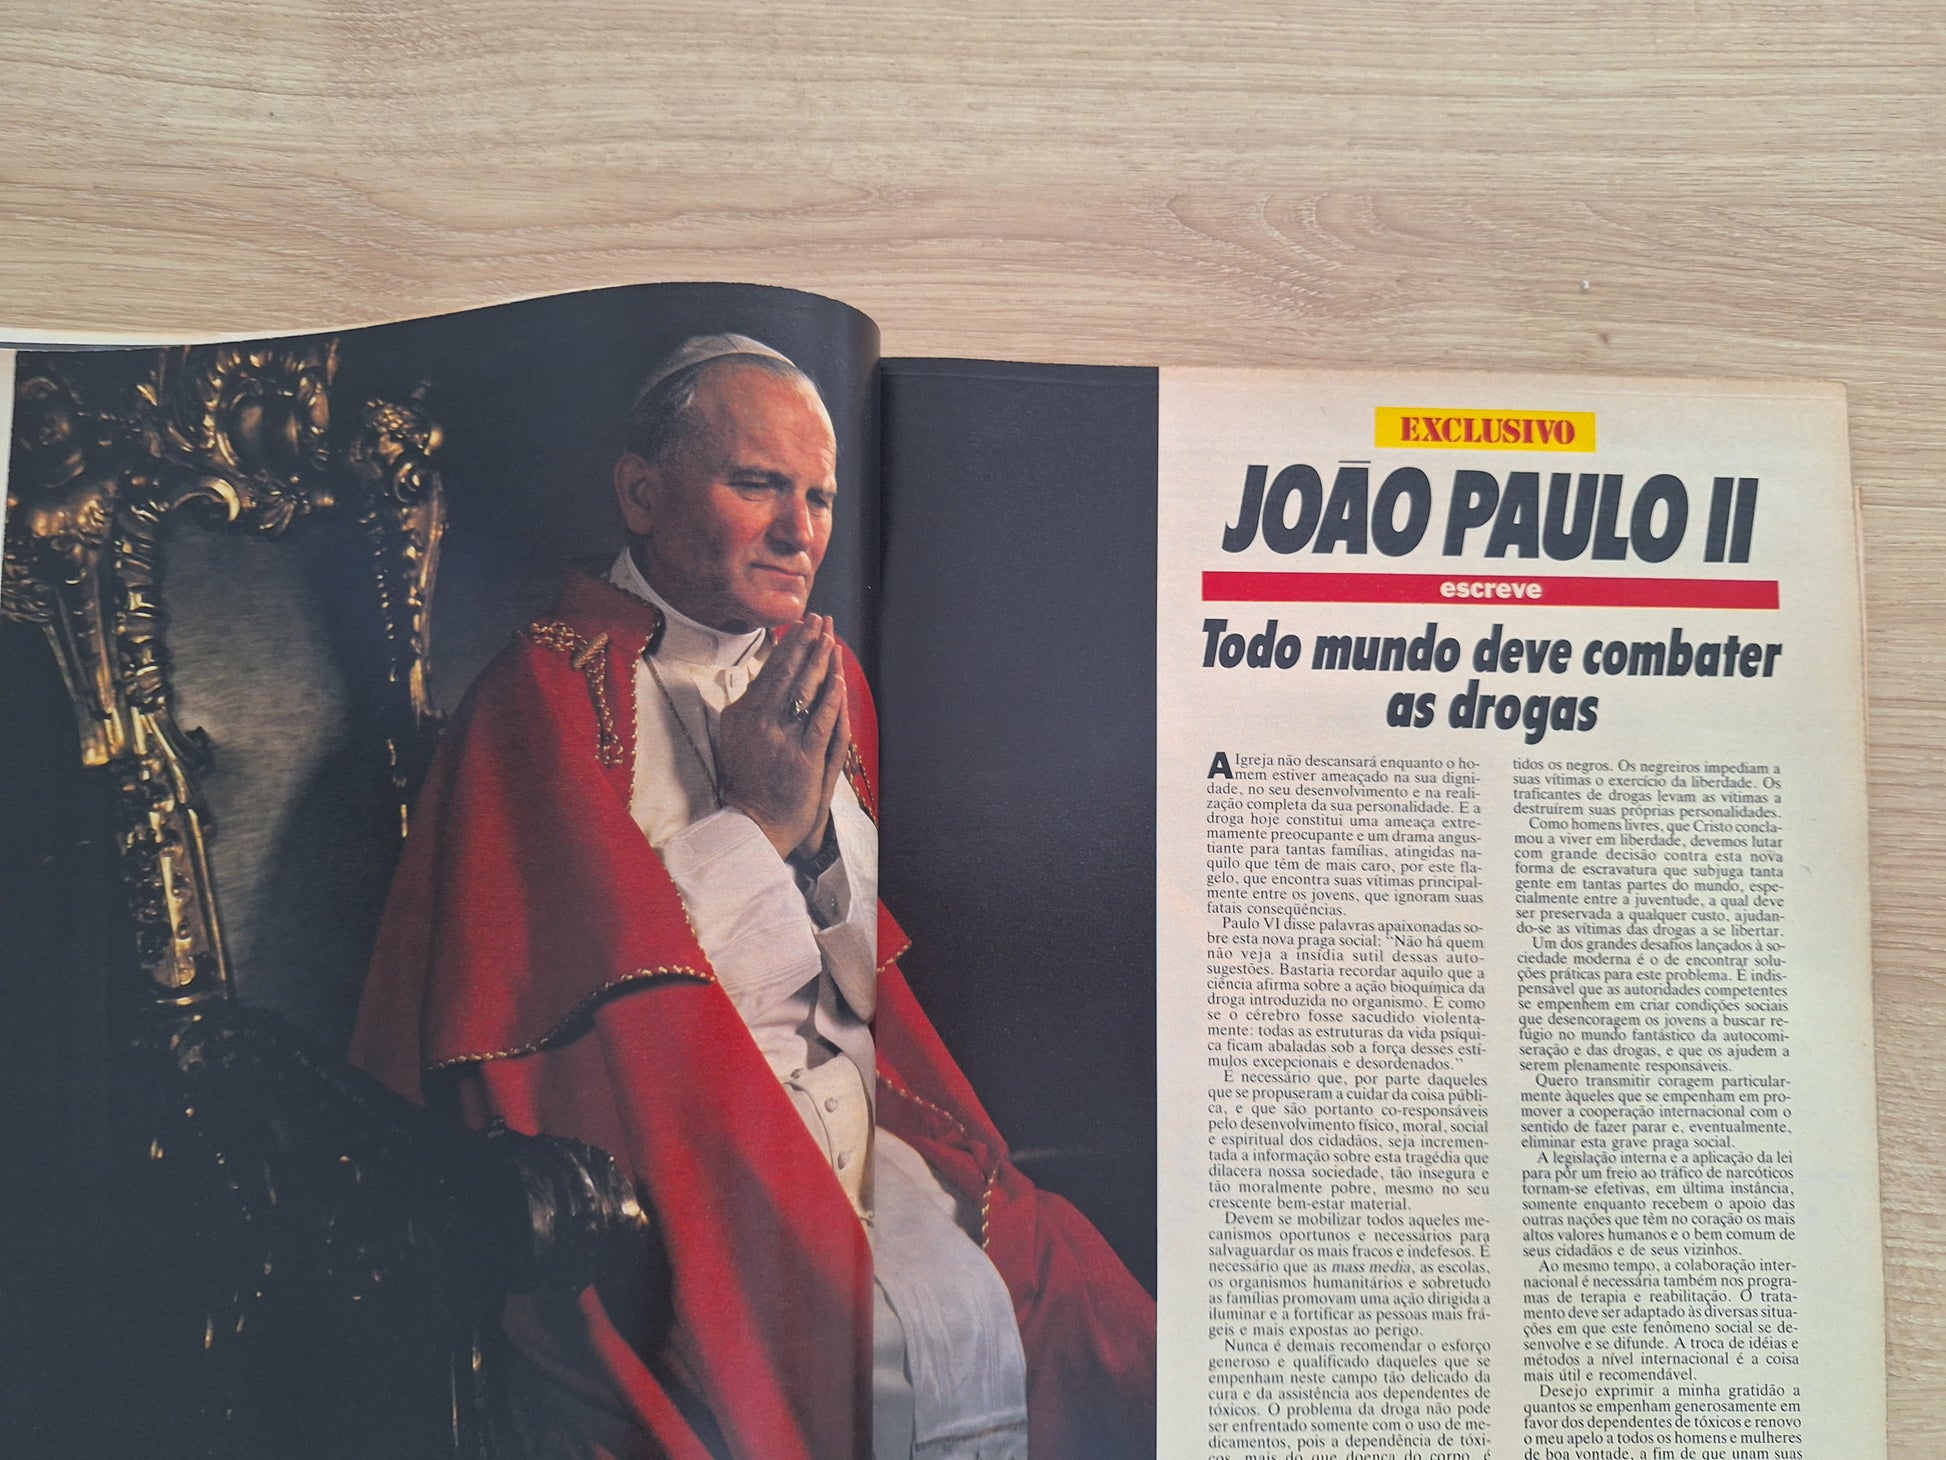 EXCLUSIVO
JOÃO PAULO II
escreve
Todo mundo deve combater
as drogas
A Igreja não descansará enquanto o ho-
mem estiver ameaçado na sua digni-
dade, no seu desenvolvimento e na reali-
zação completa da sua personalidade. E a
droga hoje constitui uma ameaça extre-
mamente preocupante e um drama angus-
tiante para tantas famílias, atingidas na-
quilo que têm de mais caro, por este fla-
gelo, que encontra suas vítimas principal-
mente entre os jovens, que ignoram suas
fatais conseqüências.
Paulo VI disse palavras apaixonadas so-
bre esta nova praga social: “Não há quem
não veja a insídia sutil dessas auto-
sugestões. Bastaria recordar aquilo que a
ciência afirma sobre a ação bioquímica da
droga introduzida no organismo. É como
se o cérebro fosse sacudido violenta-
mente: todas as estruturas da vida psíqui-
ca ficam abaladas sob a força desses estí-
mulos excepcionais e desordenados.”
É necessário que, por parte daqueles
que se propuseram a cuidar da coisa públi-
ca, e que são portanto co-responsáveis
pelo desenvolvimento físico, moral, social
e espiritual dos cidadãos, seja incremen-
tada a informação sobre esta tragédia que
dilacera nossa sociedade, tão insegura e
tão moralmente pobre, mesmo no seu
crescente bem-estar material.
Devem se mobilizar todos aqueles me-
canismos oportunos e necessários para
salvaguardar os mais fracos e indefesos. É
necessário que as mass media, as escolas,
os organismos humanitários e sobretudo
as famílias promovam uma ação dirigida a
iluminar e a fortificar as pessoas mais frá-
geis e mais expostas ao perigo.
Nunca é demais recomendar o esforço
generoso e qualificado daqueles que se
empenham neste campo tão delicado da
cura e da assistência aos dependentes de
tóxicos. O problema da droga não pode
ser enfrentado somente com o uso de me-
dicamentos, pois a dependência de tóxi-
cos, mais do que doença do corpo, é
tidos os negros. Os negreiros impediam a
suas vítimas o exercício da liberdade. Os
traficantes de drogas levam as vítimas a
destruírem suas próprias personalidades.
Como homens livres, que Cristo concla-
mou a viver em liberdade, devemos lutar
com grande decisão contra esta nova
forma de escravatura que subjuga tanta
gente em tantas partes do mundo, espe-
cialmente entre a juventude, a qual deve
ser preservada a qualquer custo, ajudan-
do-se as vítimas das drogas a se libertar.
Um dos grandes desafios lançados à so-
ciedade moderna é o de encontrar solu-
ções práticas para este problema. É indis-
pensável que as autoridades competentes
se empenhem em criar condições sociais
que desencoragem os jovens a buscar re-
fúgio no mundo fantástico da autocomi-
seração e das drogas, e que os ajudem a
serem plenamente responsáveis.
Quero transmitir coragem particular-
mente àqueles que se empenham em pro-
mover a cooperação internacional com o
sentido de fazer parar e, eventualmente,
eliminar esta grave praga social.
A legislação interna e a aplicação da lei
para pôr um freio ao tráfico de narcóticos
tornam-se efetivas, em última instância,
somente enquanto recebem o apoio das
outras nações que têm no coração os mais
altos valores humanos e o bem comum de
seus cidadãos e de seus vizinhos.
Ao mesmo tempo, a colaboração inter-
nacional é necessária também nos progra-
mas de terapia e reabilitação. O trata-
mento deve ser adaptado às diversas situa-
ções em que este fenômeno social se de-
senvolve e se difunde. A troca de idéias e
métodos a nível internacional é a coisa
mais útil e recomendável.
Desejo exprimir a minha gratidão a
quantos se empenham generosamente em
favor dos dependentes de tóxicos e renovo
o meu apelo a todos os homens e mulheres
de boa vontade, a fim de que unam suas